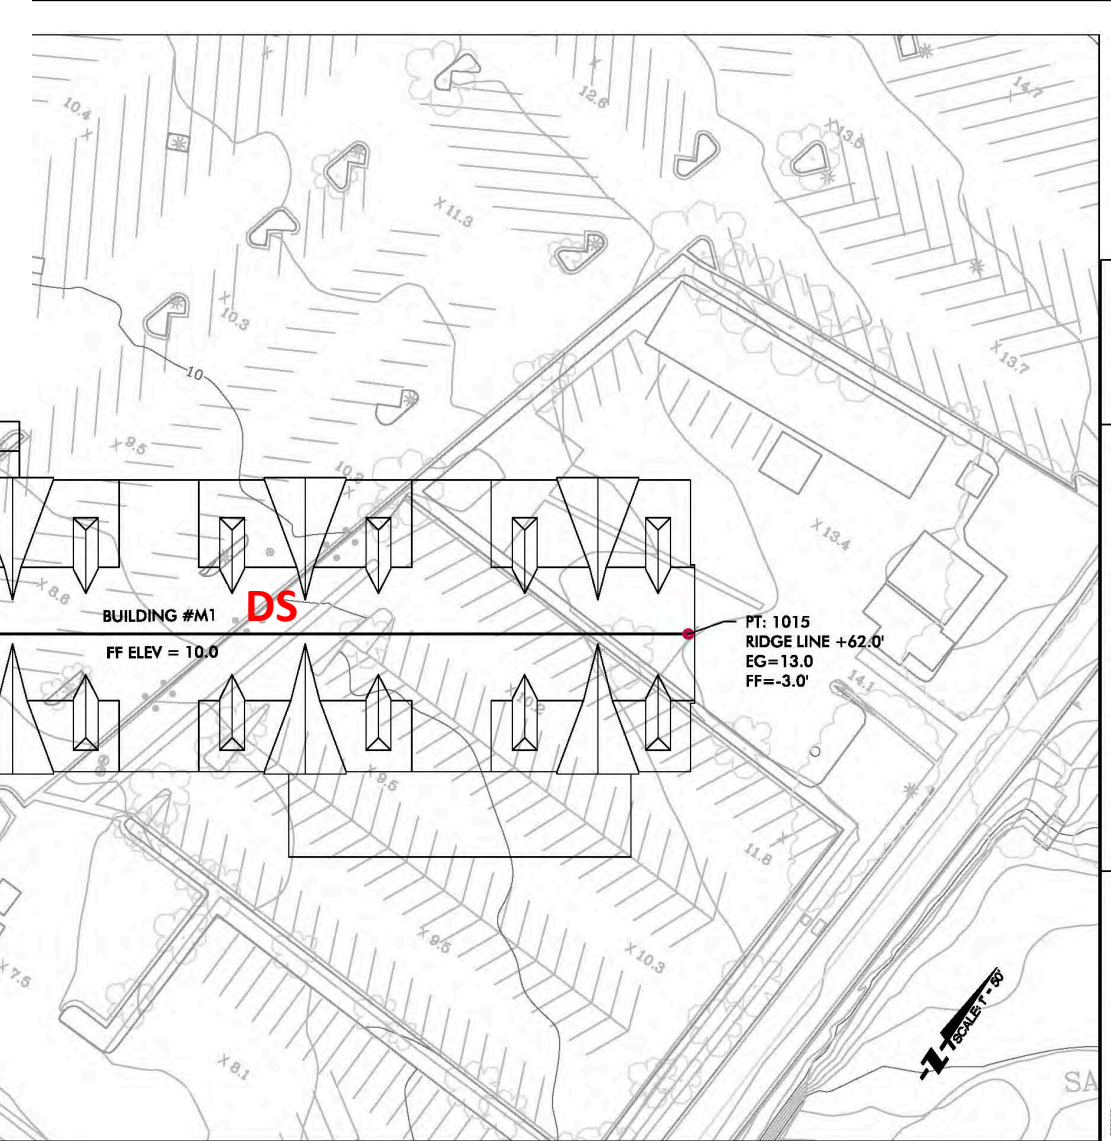 14.7
12.6
10.4
X 13.5
X 11.3
X
10.3
X 13.7
10
X 9.5
10.2
X
X 13.4
X 8.6
BUILDING #M1
DS
FF ELEV = 10.0
PT: 1015
RIDGE LINE +62.0'
EG=13.0
FF=-3.0'
14.1
X 10.2
X 9.5
11.8
X 9.5
X 10.3
X 7.5
X 8.1
SCALE: 1" - 50'
SA